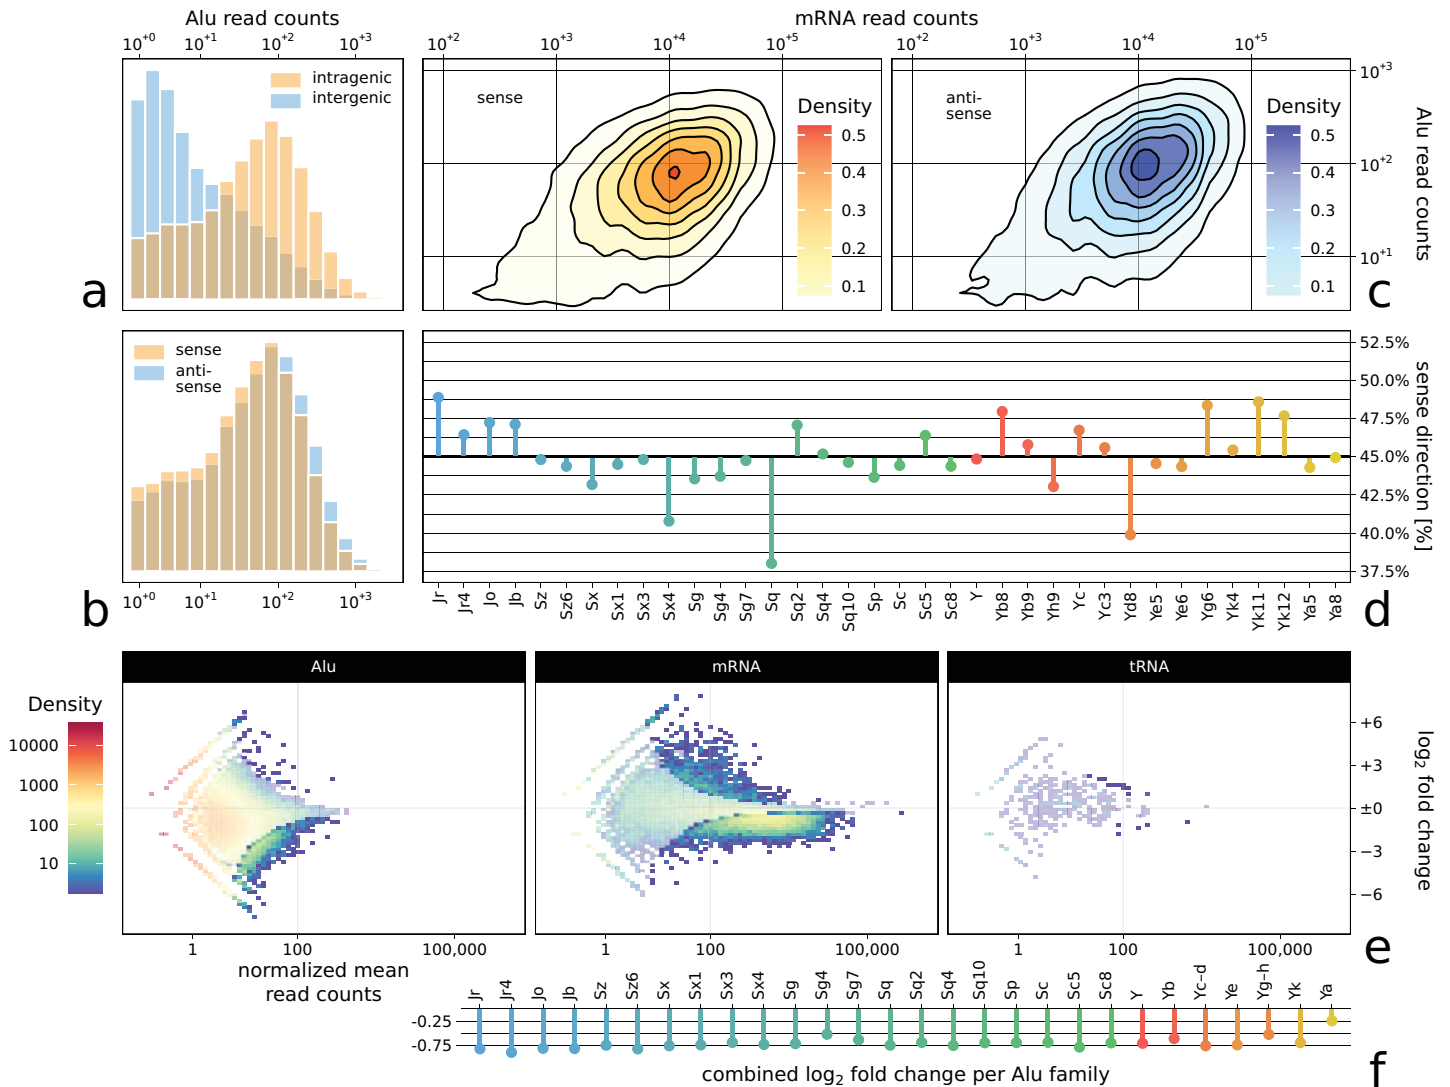 Alu read counts
mRNA read counts
10⁺⁰ 10⁺¹ 10⁺² 10⁺³
10⁺² 10⁺³ 10⁺⁴ 10⁺⁵
10⁺² 10⁺³ 10⁺⁴ 10⁺⁵
intragenic
intergenic
a
sense
Density
0.5
0.4
0.3
0.2
0.1
anti-
sense
Density
0.5
0.4
0.3
0.2
0.1
10⁺³
10⁺²
10⁺¹
Alu read counts
c
sense
anti-
sense
10⁺⁰ 10⁺¹ 10⁺² 10⁺³
b
52.5%
50.0%
47.5%
45.0%
42.5%
40.0%
37.5%
sense direction [%]
Jr Jr4 Jo Jb Sz Sz6 Sx Sx1 Sx3 Sx4 Sg Sg4 Sg7 Sq Sq2 Sq4 Sq10 Sp Sc Sc5 Sc8 Y Yb8 Yb9 Yh9 Yc Yc3 Yd8 Ye5 Ye6 Yg6 Yk4 Yk11 Yk12 Ya5 Ya8
d
Alu
mRNA
tRNA
Density
10000
1000
100
10
+6
+3
±0
−3
−6
log₂ fold change
1 100 100,000
1 100 100,000
1 100 100,000
e
normalized mean
read counts
Jr Jr4 Jo Jb Sz Sz6 Sx Sx1 Sx3 Sx4 Sg Sg4 Sg7 Sq Sq2 Sq4 Sq10 Sp Sc Sc5 Sc8 Y Yb Yc–d Ye Yg–h Yk Ya
-0.25
-0.75
combined log₂ fold change per Alu family
f